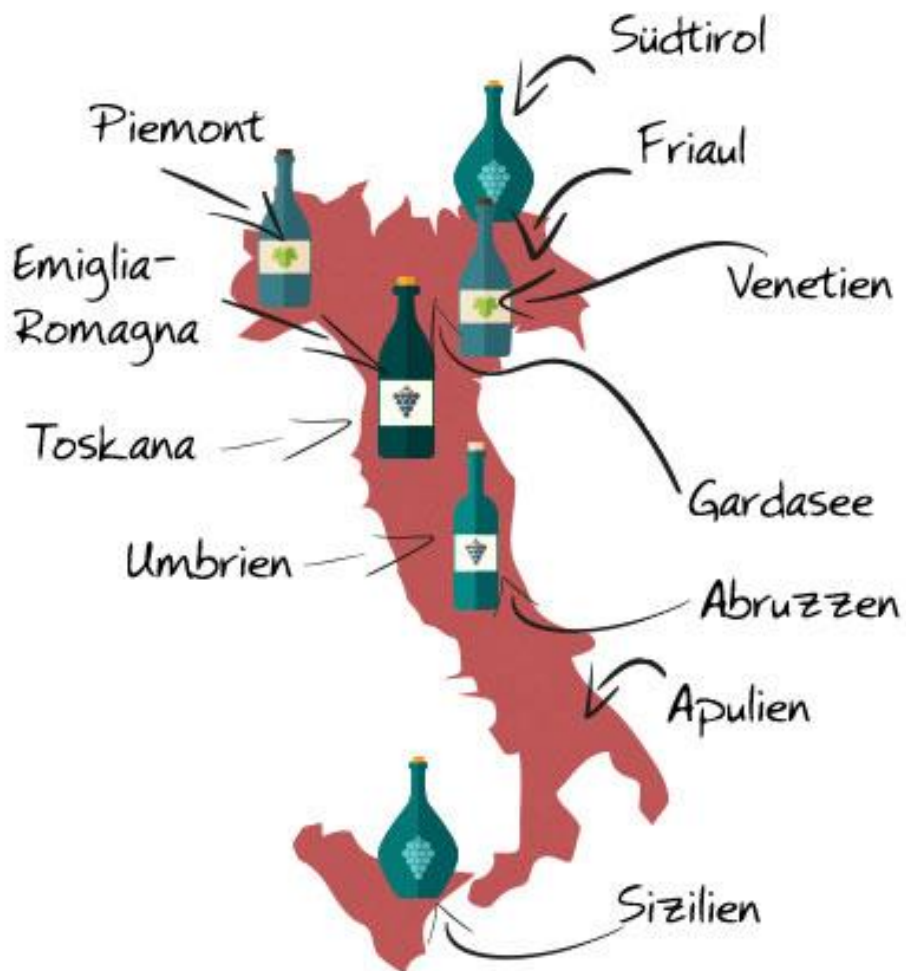 Südtirol
Piemont
Friaul
Emiglia-
Romagna
Venetien
Toskana
Gardasee
Umbrien
Abruzzen
Apulien
Sizilien